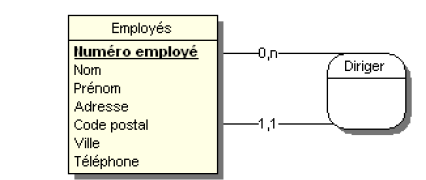 Employés
Numéro employé
Nom
Prénom
Adresse
Code postal
Ville
Téléphone
0,n
Diriger
1,1